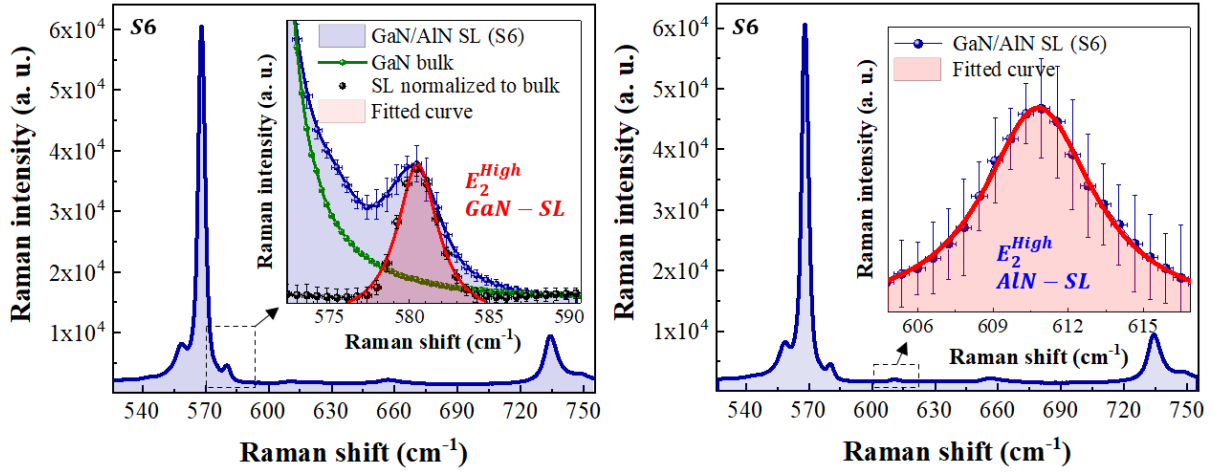 S6
6x10⁴
5x10⁴
4x10⁴
3x10⁴
2x10⁴
1x10⁴
Raman intensity (a. u.)
540 570 600 630 660 690 720 750
Raman shift (cm⁻¹)
GaN/AlN SL (S6)
GaN bulk
SL normalized to bulk
Fitted curve
E₂^High
GaN – SL
Raman intensity (a. u.)
575 580 585 590
Raman shift (cm⁻¹)
S6
6x10⁴
5x10⁴
4x10⁴
3x10⁴
2x10⁴
1x10⁴
Raman intensity (a. u.)
540 570 600 630 660 690 720 750
Raman shift (cm⁻¹)
GaN/AlN SL (S6)
Fitted curve
E₂^High
AlN – SL
Raman intensity (a. u.)
606 609 612 615
Raman shift (cm⁻¹)